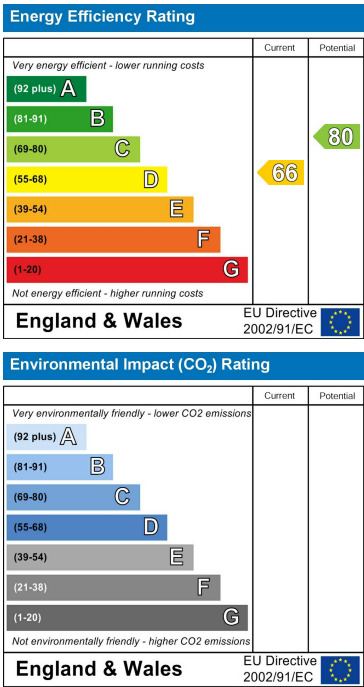 Energy Efficiency Rating
Current Potential
Very energy efficient - lower running costs
(92 plus) A
(81-91) B
(69-80) C
80
(55-68) D
66
(39-54) E
(21-38) F
(1-20) G
Not energy efficient - higher running costs
England & Wales
EU Directive
2002/91/EC
Environmental Impact (CO₂) Rating
Current Potential
Very environmentally friendly - lower CO2 emissions
(92 plus) A
(81-91) B
(69-80) C
(55-68) D
(39-54) E
(21-38) F
(1-20) G
Not environmentally friendly - higher CO2 emissions
England & Wales
EU Directive
2002/91/EC